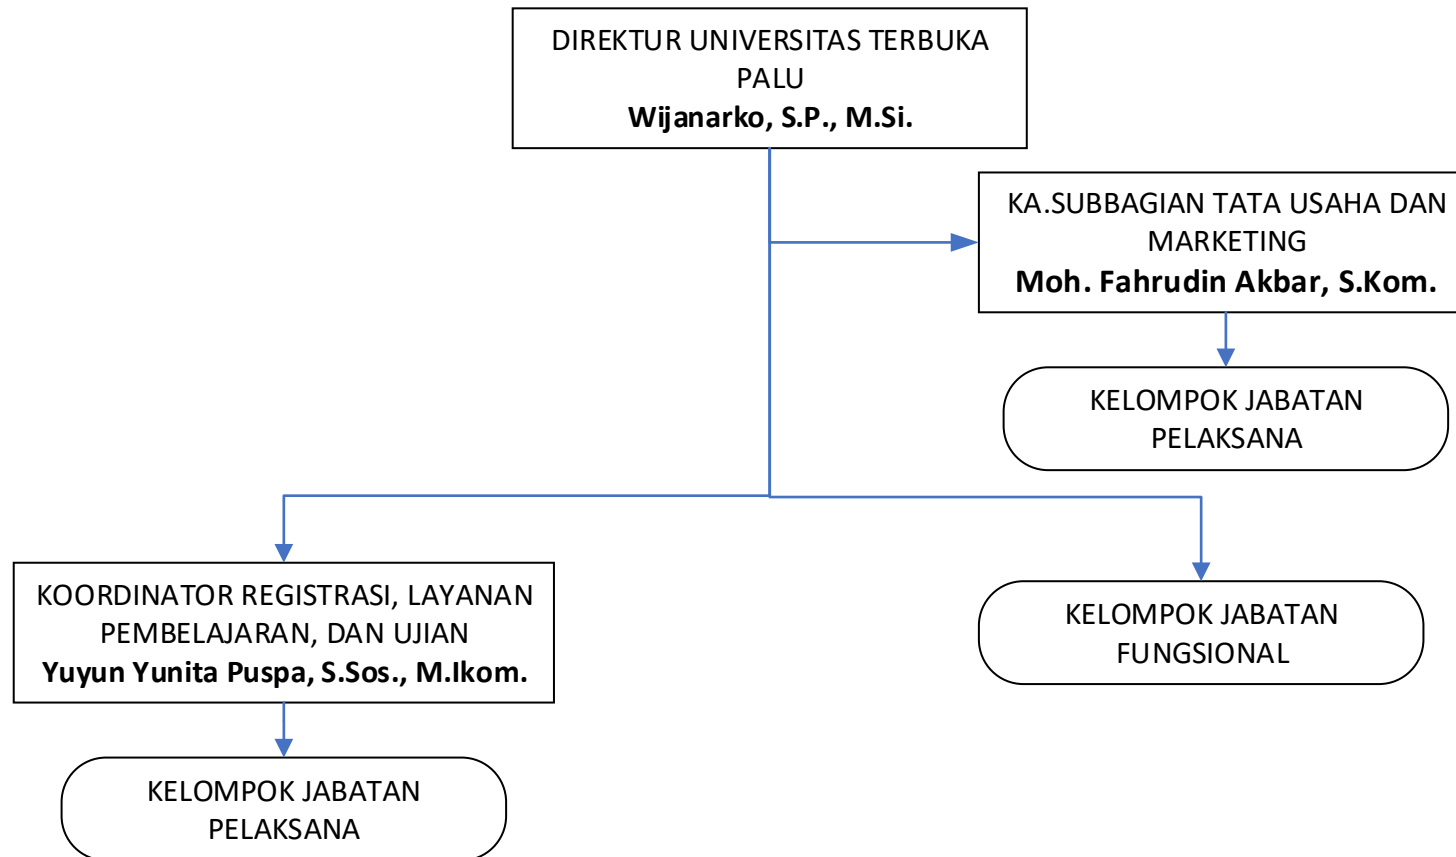 DIREKTUR UNIVERSITAS TERBUKA
PALU
Wijanarko, S.P., M.Si.
KA.SUBBAGIAN TATA USAHA DAN
MARKETING
Moh. Fahrudin Akbar, S.Kom.
KELOMPOK JABATAN
PELAKSANA
KOORDINATOR REGISTRASI, LAYANAN
PEMBELAJARAN, DAN UJIAN
Yuyun Yunita Puspa, S.Sos., M.Ikom.
KELOMPOK JABATAN
FUNGSIONAL
KELOMPOK JABATAN
PELAKSANA